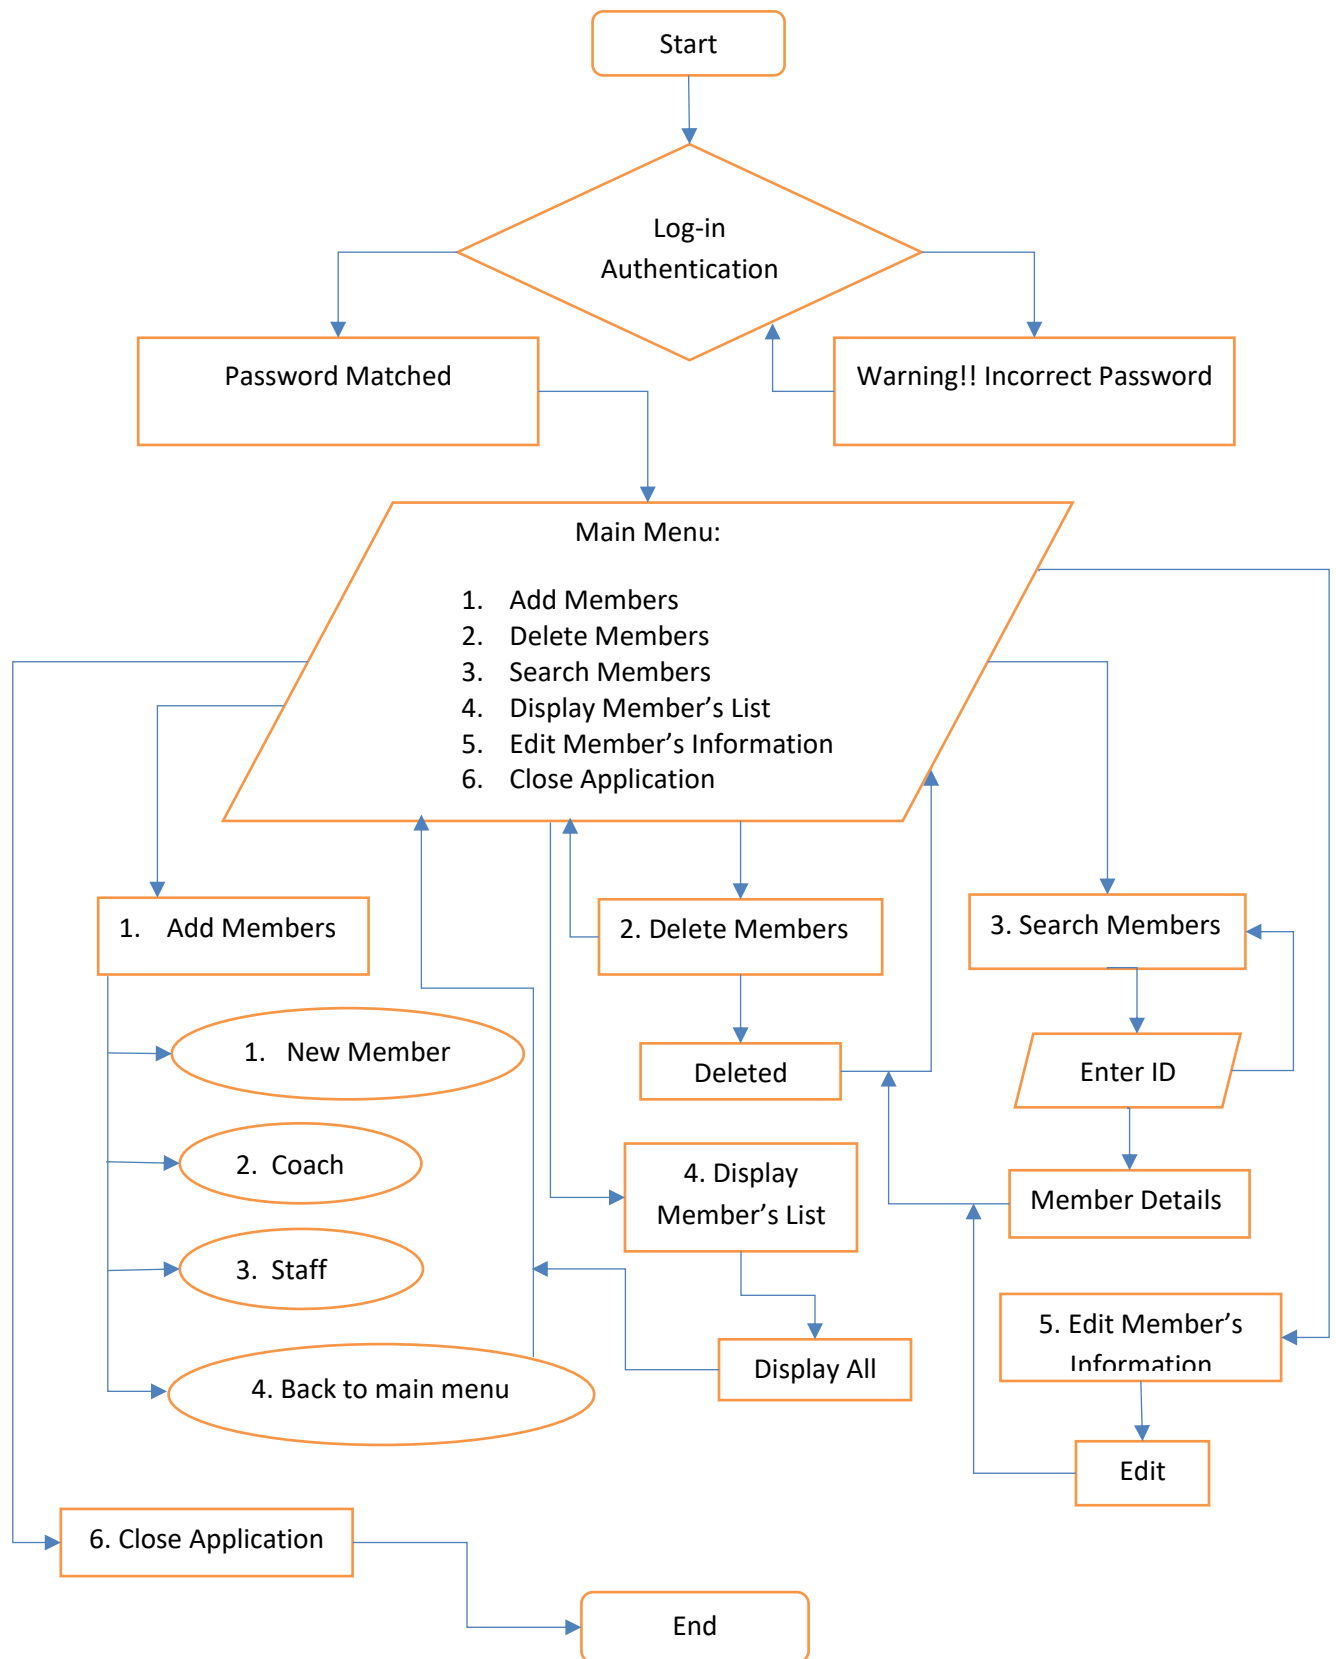 Start
Log-in
Authentication
Password Matched
Warning!! Incorrect Password
Main Menu:
1. Add Members
2. Delete Members
3. Search Members
4. Display Member’s List
5. Edit Member’s Information
6. Close Application
1. Add Members
2. Delete Members
3. Search Members
1. New Member
Deleted
Enter ID
2. Coach
4. Display
Member’s List
Member Details
3. Staff
5. Edit Member’s
Information
4. Back to main menu
Display All
Edit
6. Close Application
End